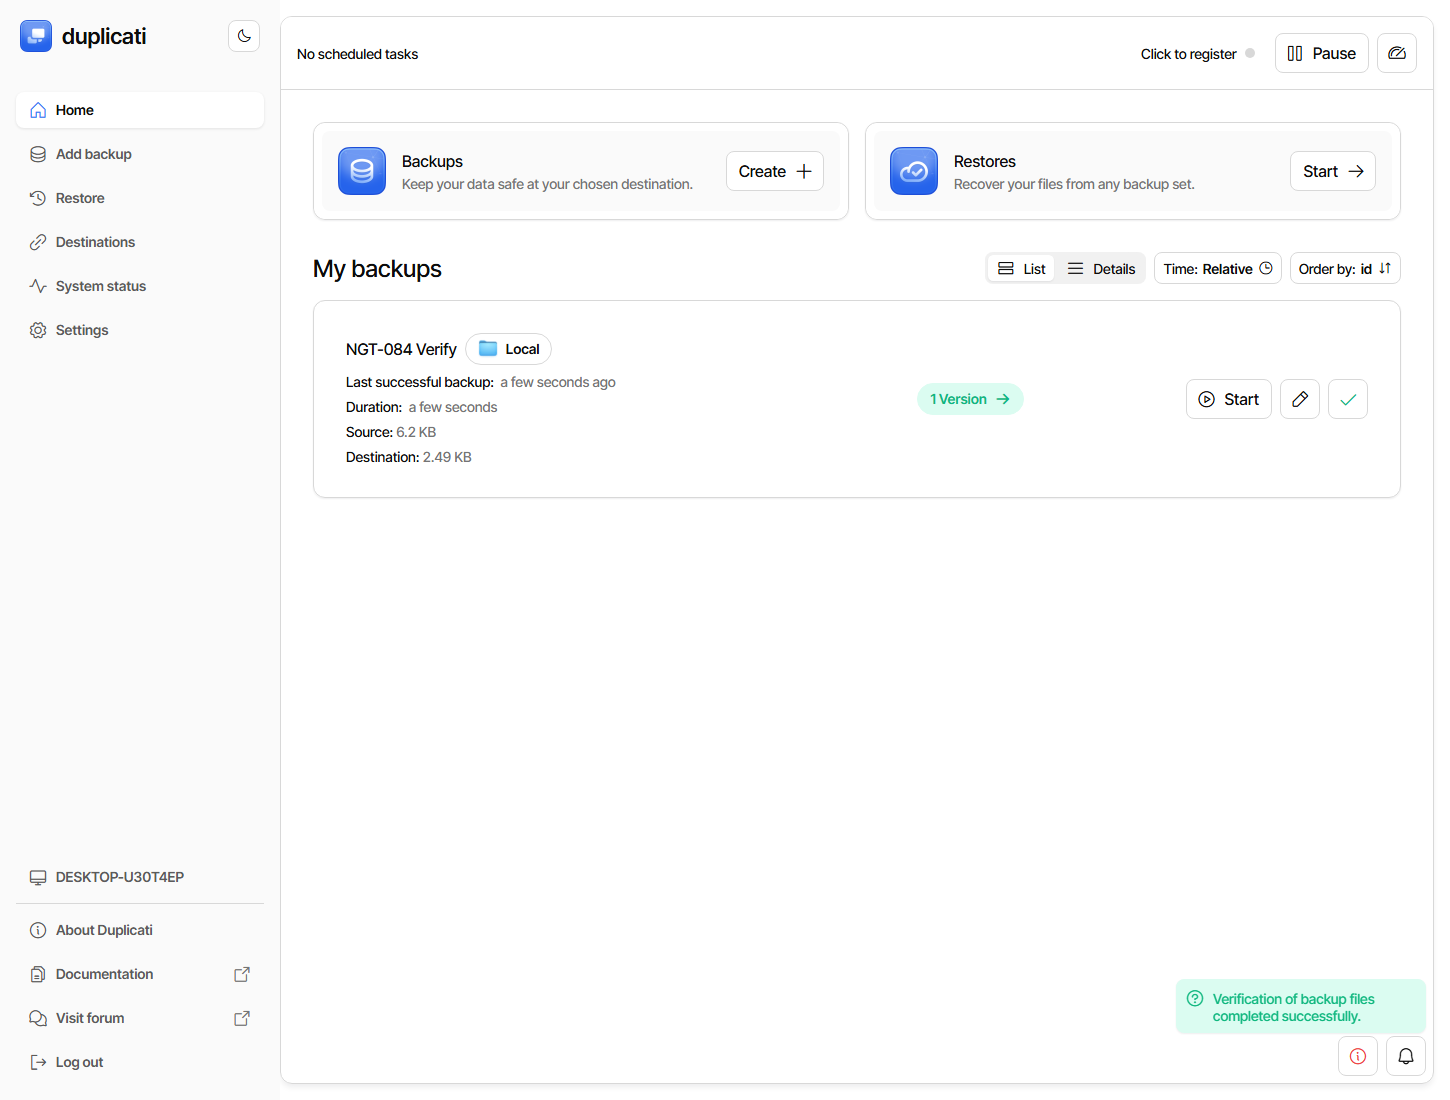 duplicati
Home
Add backup
Restore
Destinations
System status
Settings
DESKTOP-U30T4EP
About Duplicati
Documentation
Visit forum
Log out
No scheduled tasks
Click to register
Pause
Backups
Keep your data safe at your chosen destination.
Create
Restores
Recover your files from any backup set.
Start
My backups
List
Details
Time: Relative
Order by: id
NGT-084 Verify
Local
Last successful backup: a few seconds ago
Duration: a few seconds
Source: 6.2 KB
Destination: 2.49 KB
1 Version
Start
Verification of backup files
completed successfully.